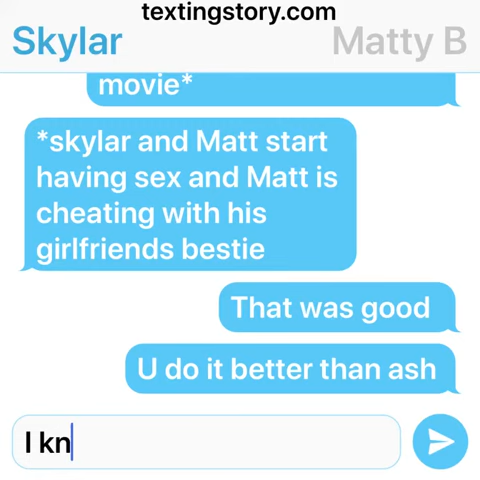 textingstory.com
Skylar
Matty B
movie*
*skylar and Matt start
having sex and Matt is
cheating with his
girlfriends bestie
That was good
U do it better than ash
I kn